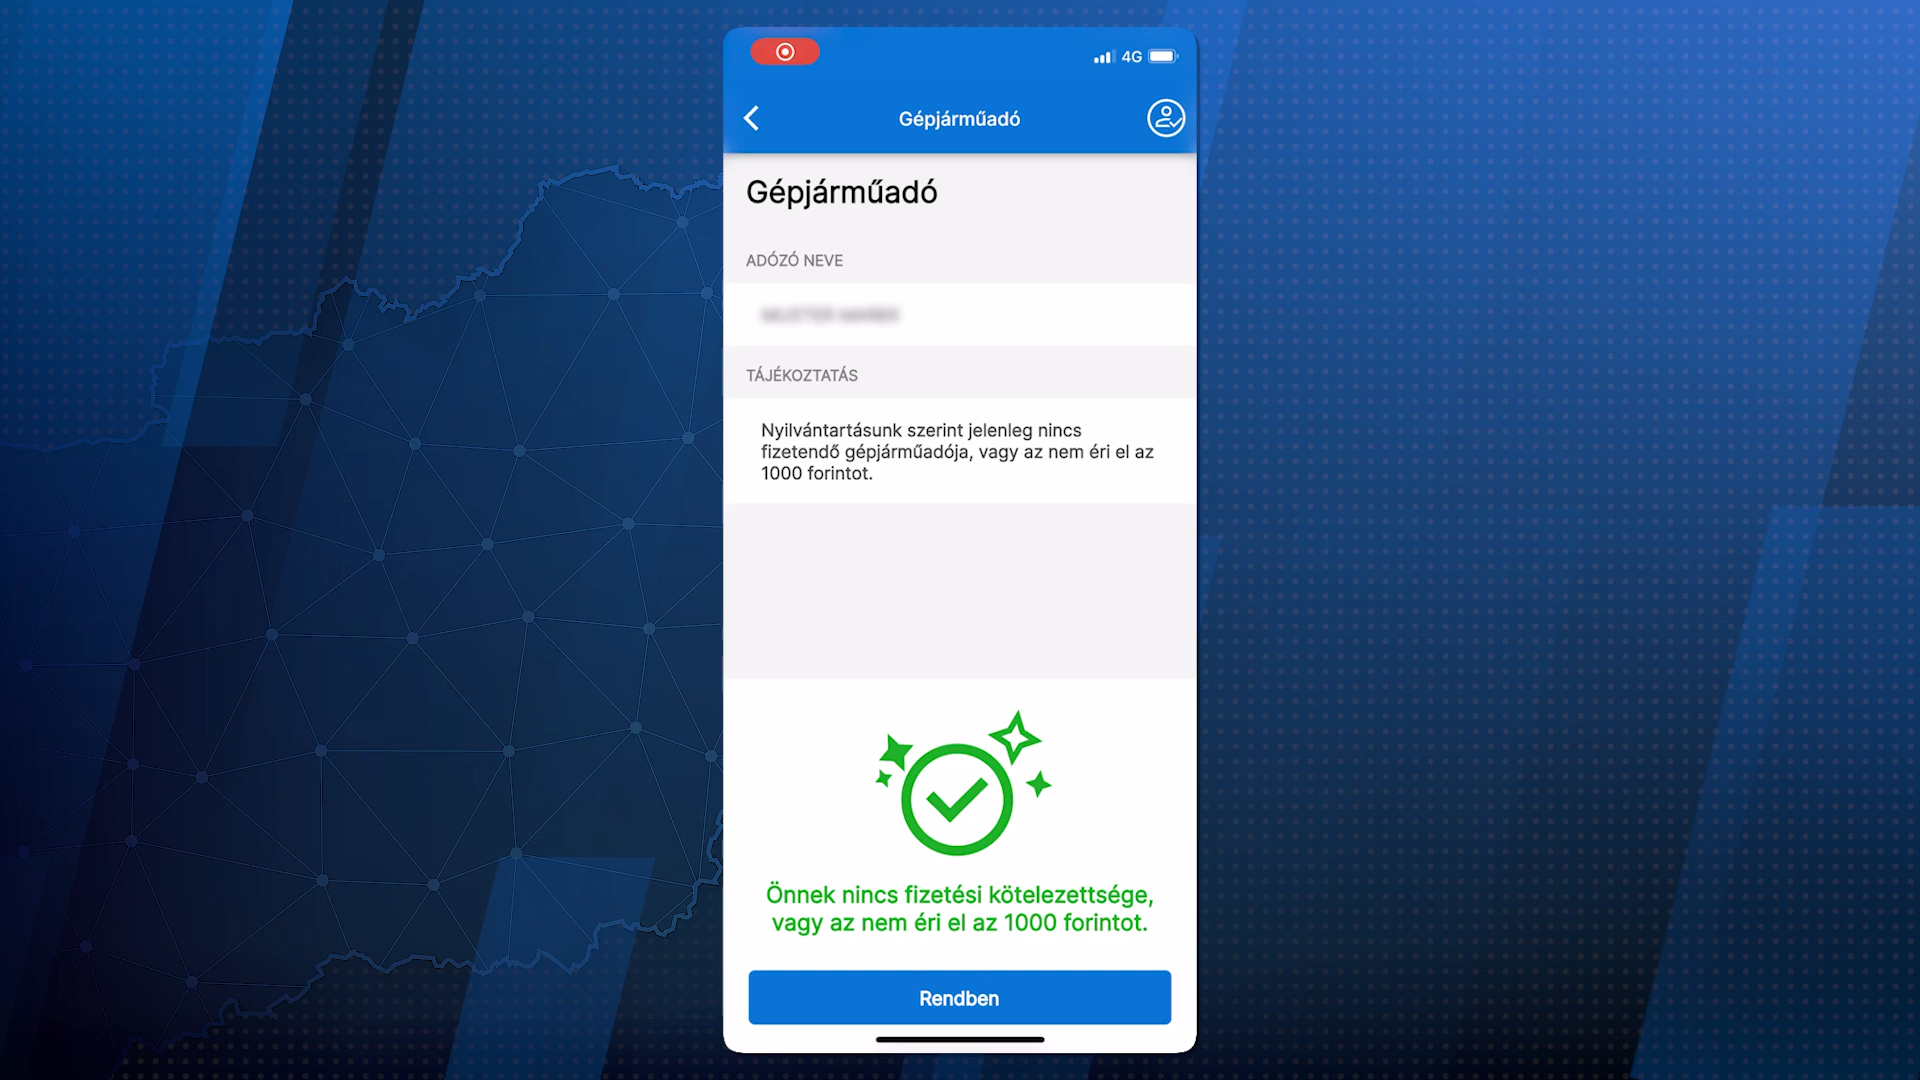 4G
Gépjárműadó
Gépjárműadó
ADÓZÓ NEVE
TÁJÉKOZTATÁS
Nyilvántartásunk szerint jelenleg nincs
fizetendő gépjárműadója, vagy az nem éri el az
1000 forintot.
Önnek nincs fizetési kötelezettsége,
vagy az nem éri el az 1000 forintot.
Rendben